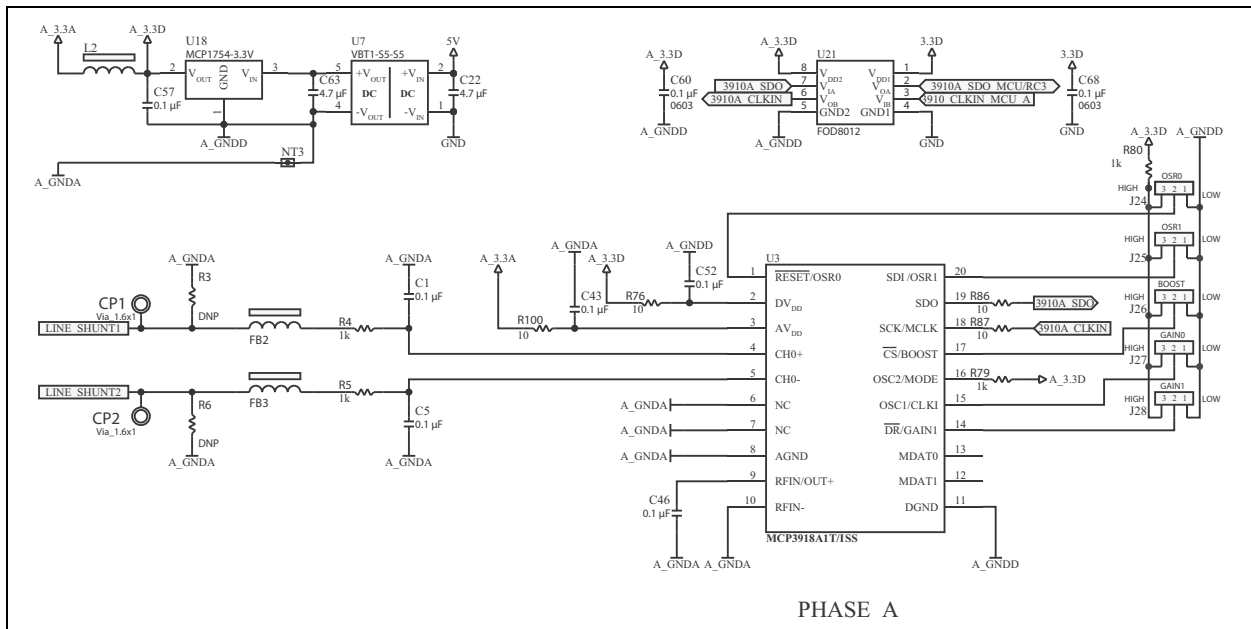 A_3.3A
A_3.3D
L2
U18
MCP1754-3.3V
2
V_OUT
GND
V_IN
3
1
C57
0.1 µF
A_GNDD
C63
4.7 µF
U7
VBT1-S5-S5
5
+V_OUT
+V_IN
2
DC
DC
4
-V_OUT
-V_IN
1
5V
C22
4.7 µF
GND
NT3
A_GNDA
3.3D
C60
0.1 µF
0603
A_GNDD
A_3.3D
U21
3.3D
8
V_DD2
V_DD1
1
3910A_SDO
7
V_IA
V_OA
2
3910A_SDO_MCU/RC3
3910A_CLKIN
6
V_OB
V_IB
3
3910_CLKIN_MCU_A
5
GND2
GND1
4
FOD8012
A_GNDD
GND
3.3D
C68
0.1 µF
0603
GND
A_3.3D
A_GNDD
R80
1k
OSR0
HIGH
3 2 1
LOW
J24
OSR1
HIGH
3 2 1
LOW
J25
BOOST
HIGH
3 2 1
LOW
J26
GAIN0
HIGH
3 2 1
LOW
J27
GAIN1
HIGH
3 2 1
LOW
J28
A_GNDA
R3
DNP
CP1
Via_1.6x1
LINE_SHUNT1
FB2
R4
1k
A_GNDA
C1
0.1 µF
LINE_SHUNT2
CP2
Via_1.6x1
R6
DNP
A_GNDA
FB3
R5
1k
C5
0.1 µF
A_GNDA
A_3.3A
R100
10
A_GNDA
C43
0.1 µF
A_3.3D
R76
10
A_GNDD
C52
0.1 µF
U3
1
RESET/OSR0
SDI/OSR1
20
2
DV_DD
SDO
19
R86
10
3910A_SDO
3
AV_DD
SCK/MCLK
18
R87
10
3910A_CLKIN
4
CH0+
CS/BOOST
17
5
CH0-
OSC2/MODE
16
R79
1k
A_3.3D
A_GNDA
6
NC
OSC1/CLKI
15
A_GNDA
7
NC
DR/GAIN1
14
A_GNDA
8
AGND
MDAT0
13
9
RFIN/OUT+
MDAT1
12
10
RFIN-
DGND
11
C46
0.1 µF
MCP3918A1T/ISS
A_GNDA
A_GNDA
A_GNDD
PHASE A